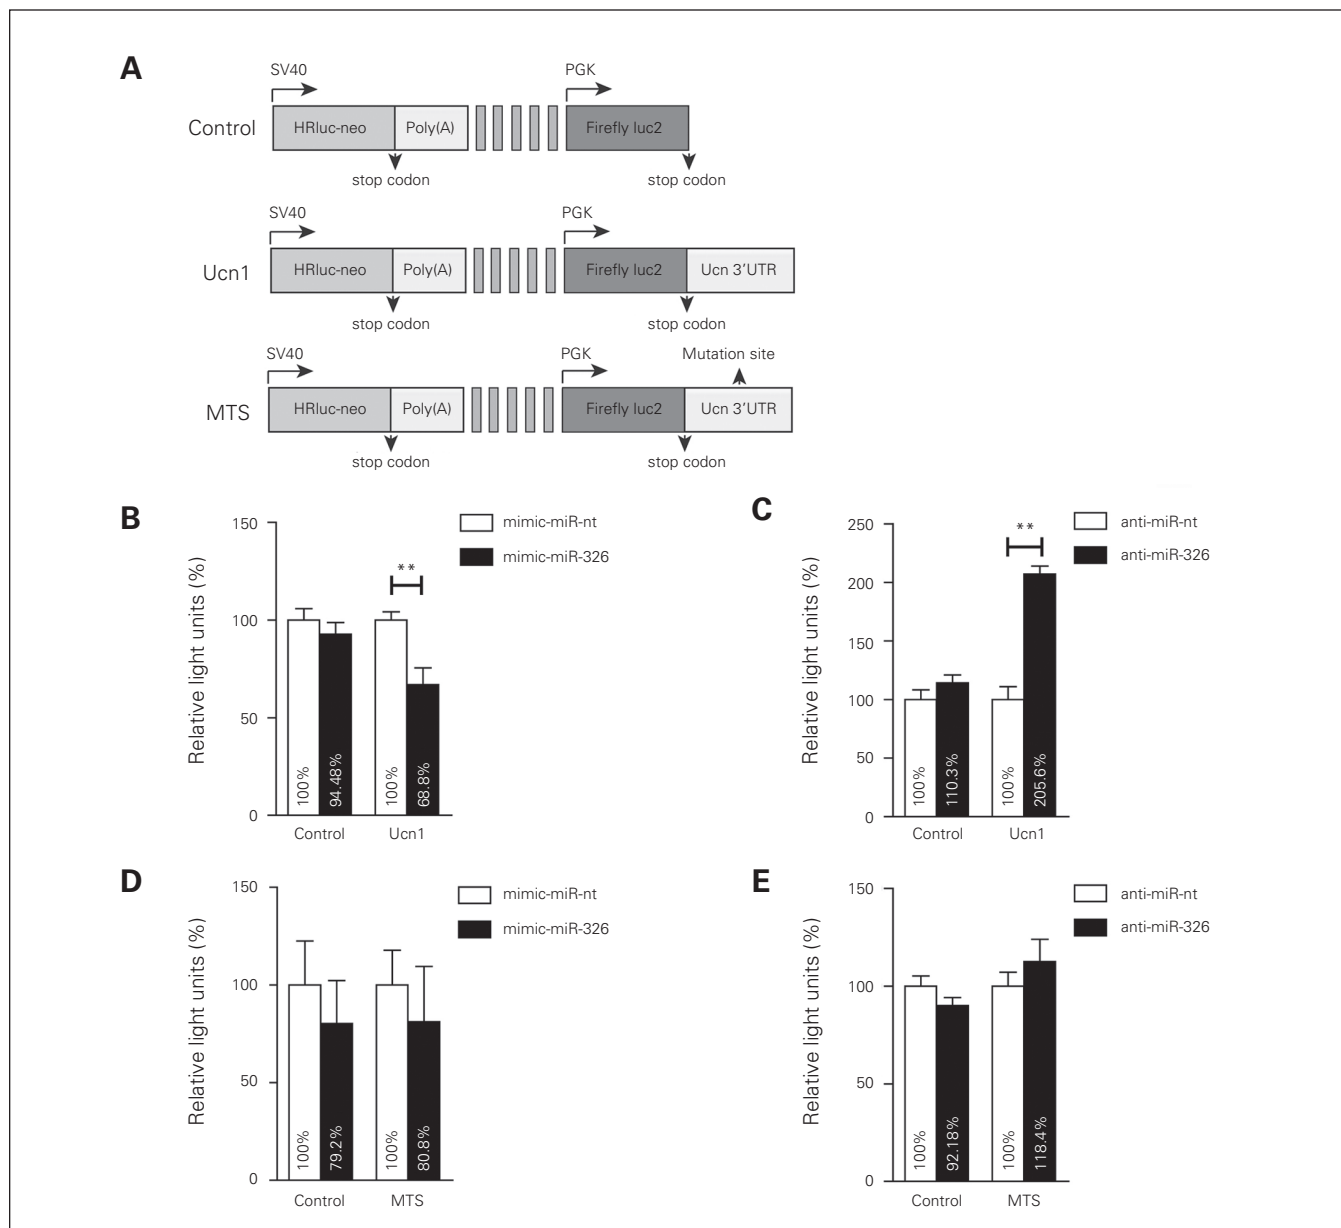 A
SV40
PGK
Control
HRluc-neo
Poly(A)
Firefly luc2
stop codon
stop codon
SV40
PGK
Ucn1
HRluc-neo
Poly(A)
Firefly luc2
Ucn 3'UTR
stop codon
stop codon
SV40
PGK
Mutation site
MTS
HRluc-neo
Poly(A)
Firefly luc2
Ucn 3'UTR
stop codon
stop codon
B
Relative light units (%)
150
100
50
0
mimic-miR-nt
mimic-miR-326
**
100%
94.48%
100%
68.8%
Control
Ucn1
C
Relative light units (%)
250
200
150
100
50
0
anti-miR-nt
anti-miR-326
**
100%
110.3%
100%
205.6%
Control
Ucn1
D
Relative light units (%)
150
100
50
0
mimic-miR-nt
mimic-miR-326
100%
79.2%
100%
80.8%
Control
MTS
E
Relative light units (%)
150
100
50
0
anti-miR-nt
anti-miR-326
100%
92.18%
100%
118.4%
Control
MTS